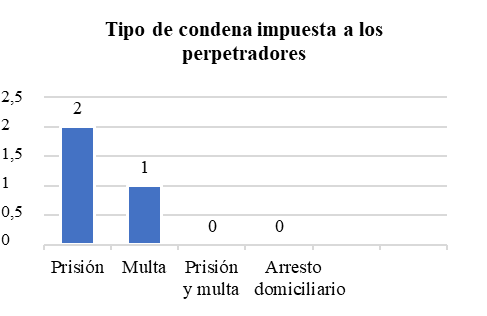 Tipo de condena impuesta a los
perpetradores
2,5
2
1,5
1
0,5
0
2
1
0
0
Prisión
Multa
Prisión
y multa
Arresto
domiciliario